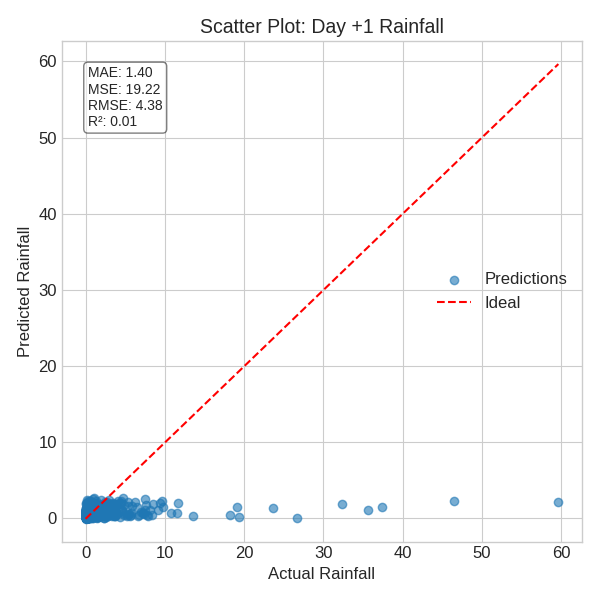 Scatter Plot: Day +1 Rainfall
MAE: 1.40
MSE: 19.22
RMSE: 4.38
R²: 0.01
60
50
40
30
20
10
0
Predicted Rainfall
Predictions
Ideal
0 10 20 30 40 50 60
Actual Rainfall